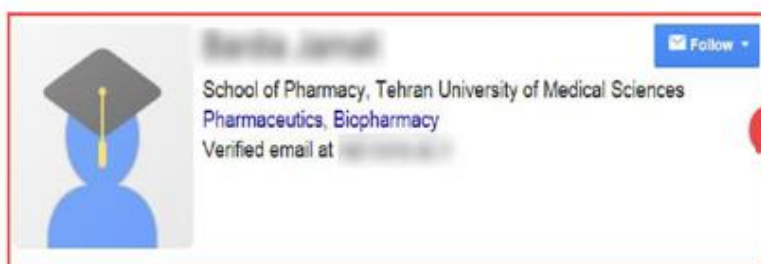 Follow
School of Pharmacy, Tehran University of Medical Sciences
Pharmaceutics, Biopharmacy
Verified email at